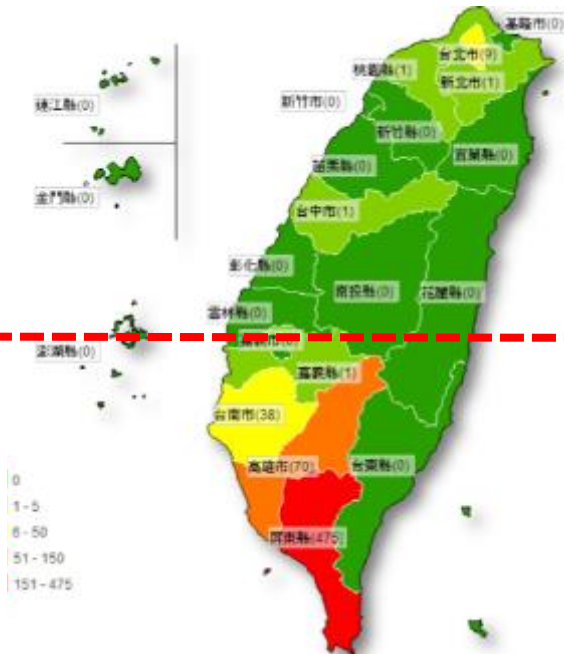 基隆市(0)
台北市(9)
桃園縣(1)
新北市(1)
連江縣(0)
新竹市(0)
新竹縣(0)
宜蘭縣(0)
苗栗縣(0)
金門縣(0)
台中市(1)
彰化縣(0)
南投縣(0)
花蓮縣(0)
雲林縣(0)
嘉義市(0)
澎湖縣(0)
嘉義縣(1)
台南市(38)
高雄市(70)
台東縣(0)
屏東縣(475)
0
1 - 5
6 - 50
51 - 150
151 - 475